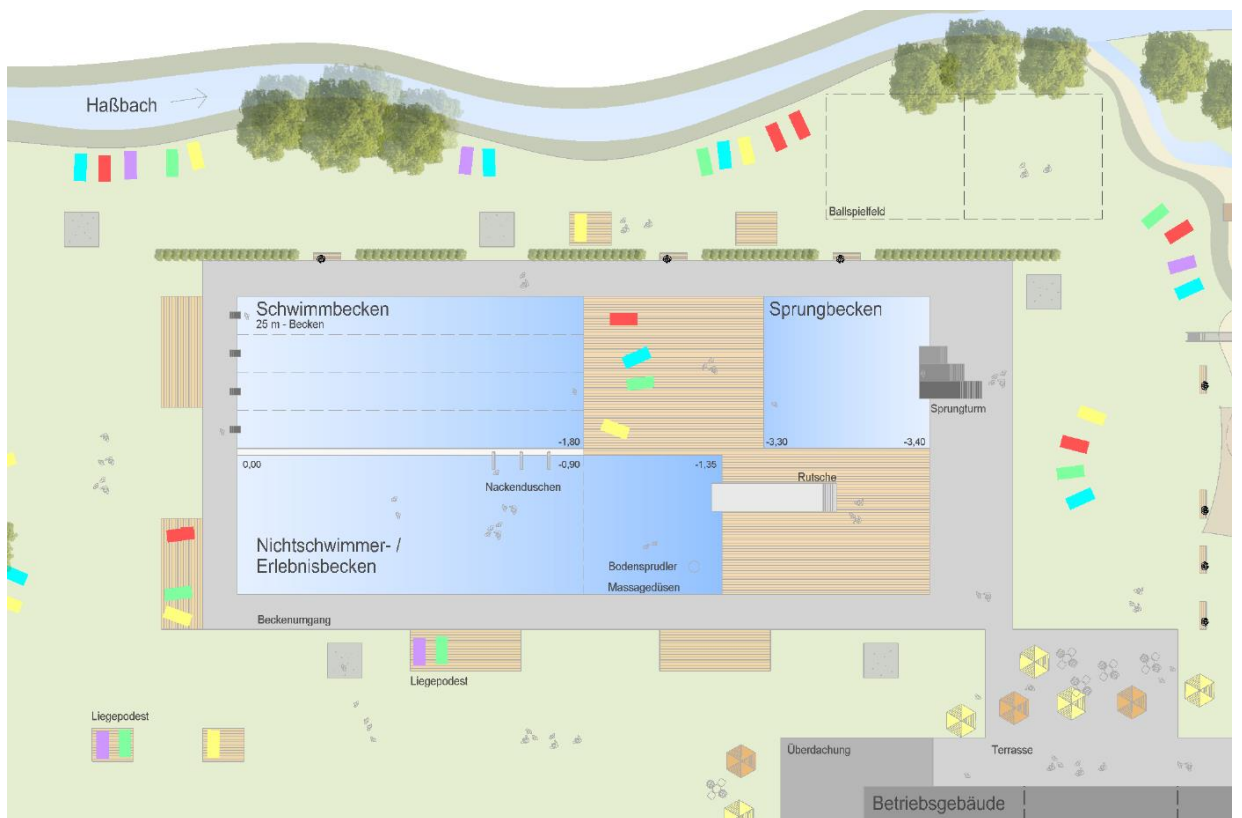 Haßbach
Ballspielfeld
Schwimmbecken
25 m - Becken
Sprungbecken
Sprungturm
-1,80
-3,30
-3,40
0,00
-0,90
-1,35
Nackenduschen
Rutsche
Nichtschwimmer- /
Erlebnisbecken
Bodensprudler
Massagedüsen
Beckenumgang
Liegepodest
Liegepodest
Überdachung
Terrasse
Betriebsgebäude